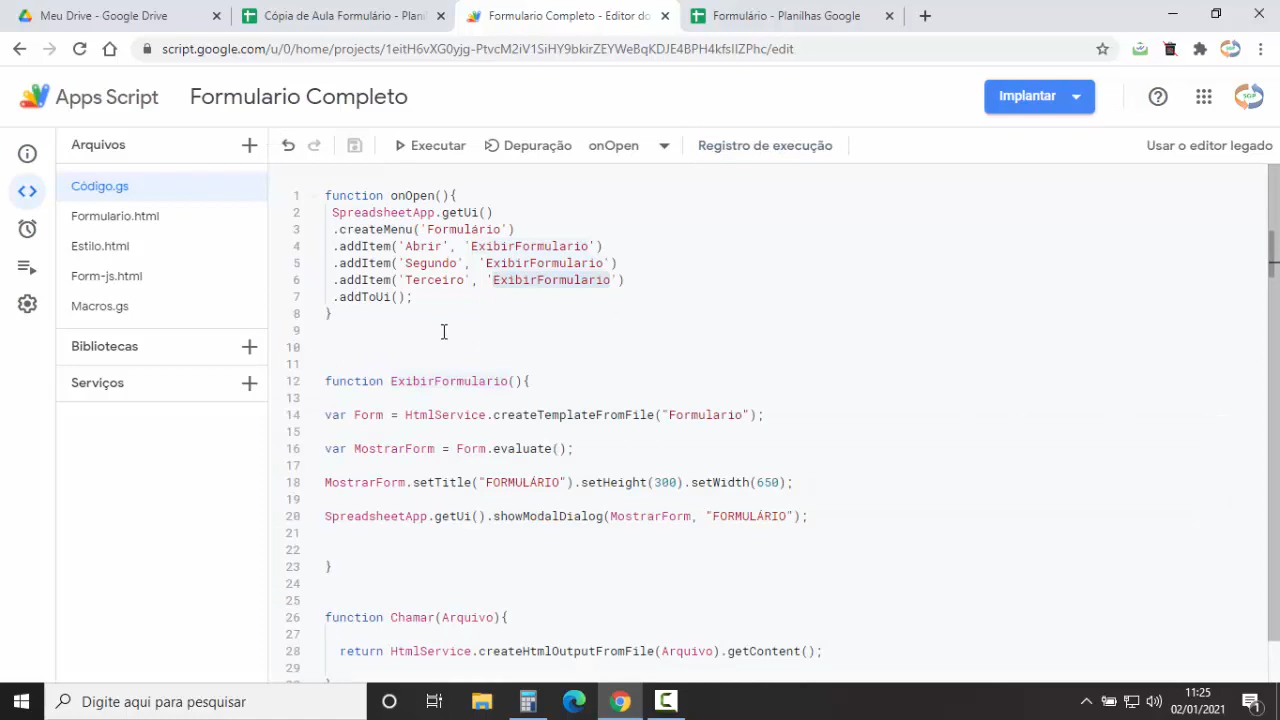 Meu Drive - Google Drive
Cópia de Aula Formulário - Plani
Formulario Completo - Editor do
Formulário - Planilhas Google
script.google.com/u/0/home/projects/1eitH6vXG0yjg-PtvcM2iV1SiHY9bkirZEYWeBqKDJE4BPH4kfsIlZPhc/edit
Apps Script
Formulario Completo
Implantar
Arquivos
Executar
Depuração
onOpen
Registro de execução
Usar o editor legado
Código.gs
Formulario.html
Estilo.html
Form-js.html
Macros.gs
Bibliotecas
Serviços
1 function onOpen(){
2 SpreadsheetApp.getUi()
3 .createMenu('Formulário')
4 .addItem('Abrir', 'ExibirFormulario')
5 .addItem('Segundo', 'ExibirFormulario')
6 .addItem('Terceiro', 'ExibirFormulario')
7 .addToUi();
8 }
9
10
11
12 function ExibirFormulario(){
13
14 var Form = HtmlService.createTemplateFromFile("Formulario");
15
16 var MostrarForm = Form.evaluate();
17
18 MostrarForm.setTitle("FORMULÁRIO").setHeight(300).setWidth(650);
19
20 SpreadsheetApp.getUi().showModalDialog(MostrarForm, "FORMULÁRIO");
21
22
23 }
24
25
26 function Chamar(Arquivo){
27
28 return HtmlService.createHtmlOutputFromFile(Arquivo).getContent();
29
Digite aqui para pesquisar
11:25
02/01/2021